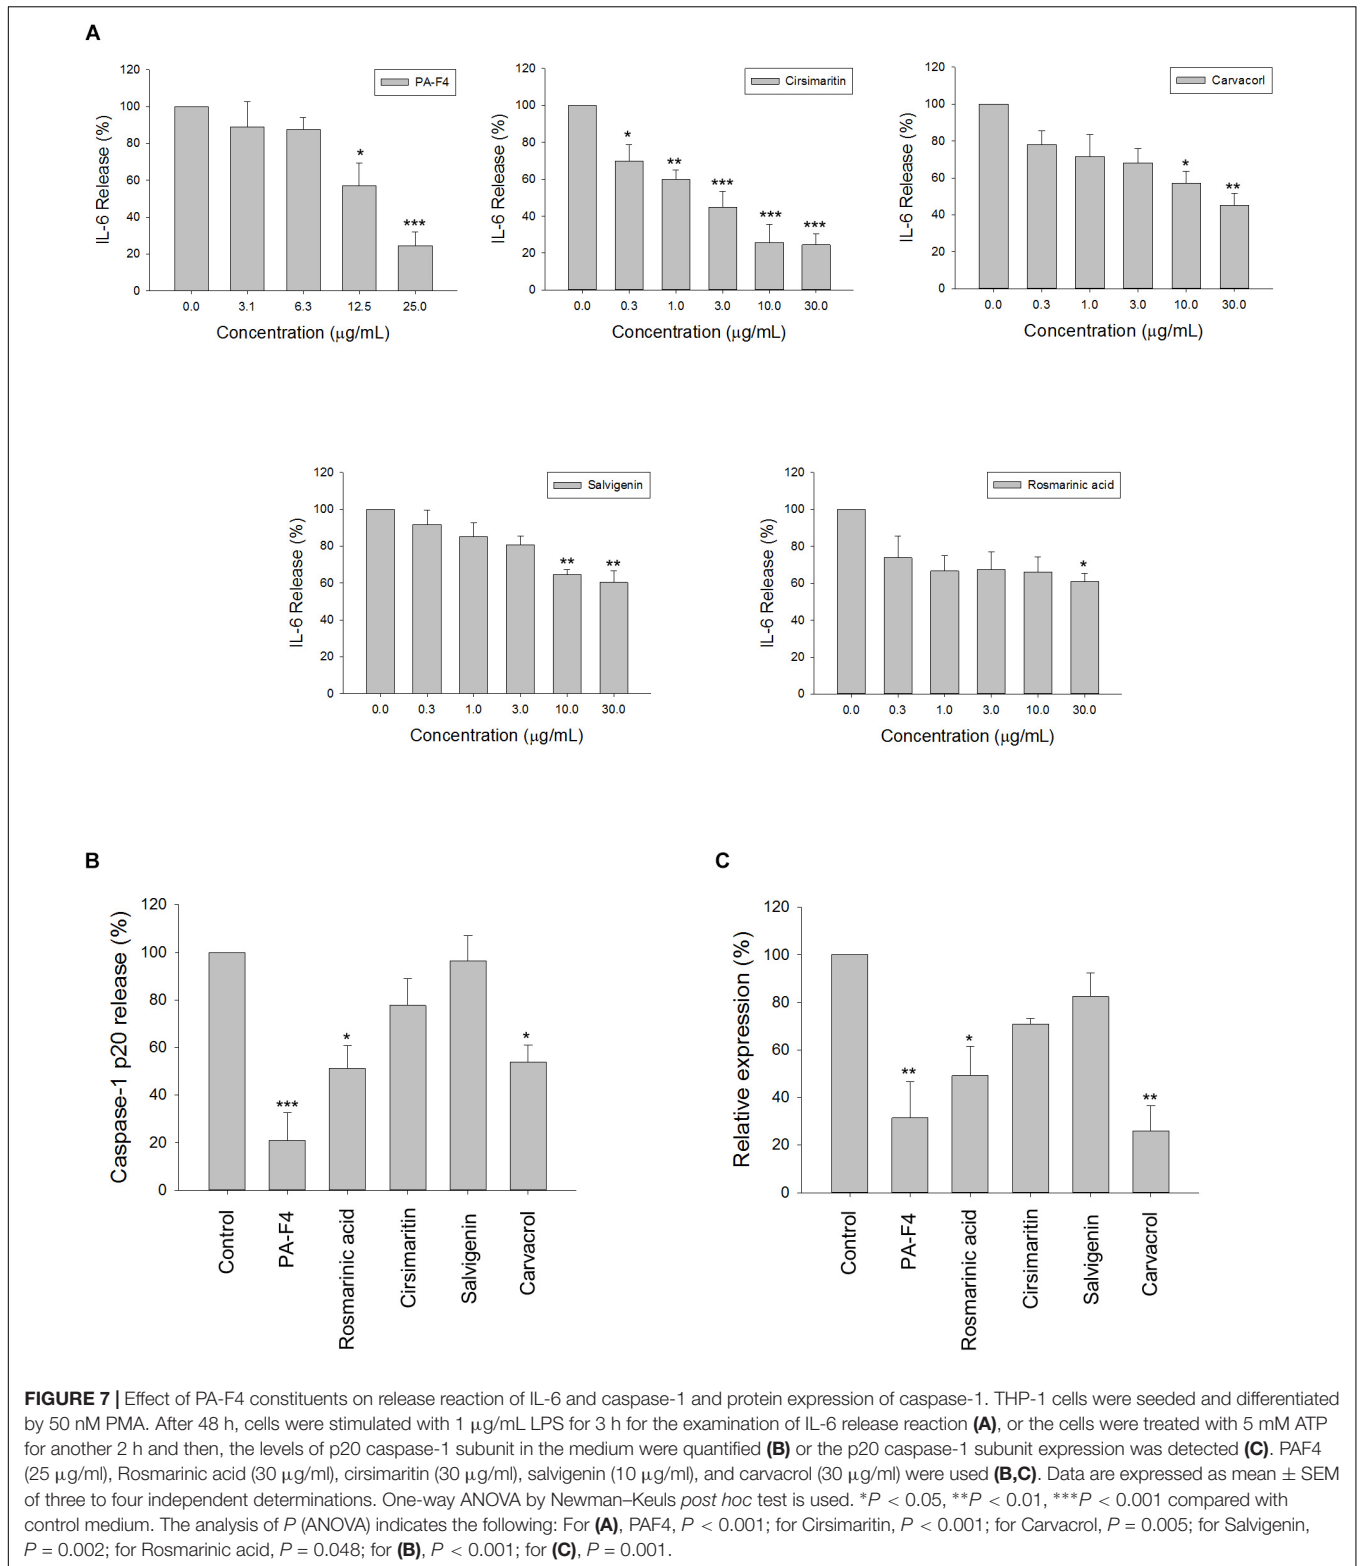 A
120
100
80
60
40
20
0
IL-6 Release (%)
PA-F4
*
***
0.0 3.1 6.3 12.5 25.0
Concentration (μg/mL)
120
100
80
60
40
20
0
IL-6 Release (%)
Cirsimaritin
*
**
***
***
***
0.0 0.3 1.0 3.0 10.0 30.0
Concentration (μg/mL)
120
100
80
60
40
20
0
IL-6 Release (%)
Carvacorl
*
**
0.0 0.3 1.0 3.0 10.0 30.0
Concentration (μg/mL)
120
100
80
60
40
20
0
IL-6 Release (%)
Salvigenin
**
**
0.0 0.3 1.0 3.0 10.0 30.0
Concentration (μg/mL)
120
100
80
60
40
20
0
IL-6 Release (%)
Rosmarinic acid
*
0.0 0.3 1.0 3.0 10.0 30.0
Concentration (μg/mL)
B
120
100
80
60
40
20
0
Caspase-1 p20 release (%)
***
*
*
Control
PA-F4
Rosmarinic acid
Cirsimaritin
Salvigenin
Carvacrol
C
120
100
80
60
40
20
0
Relative expression (%)
**
*
**
Control
PA-F4
Rosmarinic acid
Cirsimaritin
Salvigenin
Carvacrol
FIGURE 7 | Effect of PA-F4 constituents on release reaction of IL-6 and caspase-1 and protein expression of caspase-1. THP-1 cells were seeded and differentiated
by 50 nM PMA. After 48 h, cells were stimulated with 1 μg/mL LPS for 3 h for the examination of IL-6 release reaction (A), or the cells were treated with 5 mM ATP
for another 2 h and then, the levels of p20 caspase-1 subunit in the medium were quantified (B) or the p20 caspase-1 subunit expression was detected (C). PAF4
(25 μg/ml), Rosmarinic acid (30 μg/ml), cirsimaritin (30 μg/ml), salvigenin (10 μg/ml), and carvacrol (30 μg/ml) were used (B,C). Data are expressed as mean ± SEM
of three to four independent determinations. One-way ANOVA by Newman–Keuls post hoc test is used. *P < 0.05, **P < 0.01, ***P < 0.001 compared with
control medium. The analysis of P (ANOVA) indicates the following: For (A), PAF4, P < 0.001; for Cirsimaritin, P < 0.001; for Carvacrol, P = 0.005; for Salvigenin,
P = 0.002; for Rosmarinic acid, P = 0.048; for (B), P < 0.001; for (C), P = 0.001.